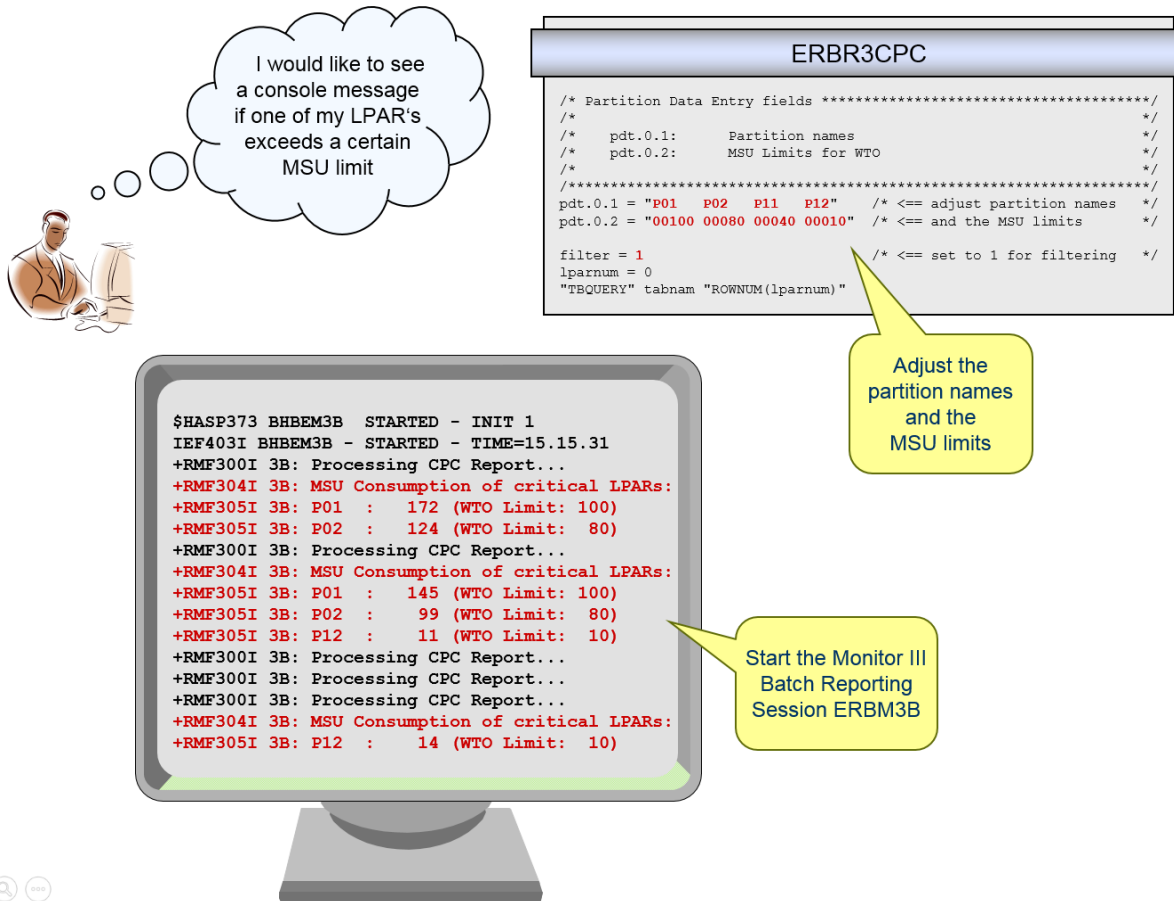 I would like to see
a console message
if one of my LPAR‘s
exceeds a certain
MSU limit
ERBR3CPC
/* Partition Data Entry fields ***************************************/
/*                                                                   */
/*    pdt.0.1:      Partition names                                  */
/*    pdt.0.2:      MSU Limits for WTO                               */
/*                                                                   */
/*********************************************************************/
pdt.0.1 = "P01   P02   P11   P12"    /* <== adjust partition names   */
pdt.0.2 = "00100 00080 00040 00010"  /* <== and the MSU limits       */
filter = 1                           /* <== set to 1 for filtering   */
lparnum = 0
"TBQUERY" tabnam "ROWNUM(lparnum)"
Adjust the
partition names
and the
MSU limits
$HASP373 BHBEM3B  STARTED - INIT 1
IEF403I BHBEM3B - STARTED - TIME=15.15.31
+RMF300I 3B: Processing CPC Report...
+RMF304I 3B: MSU Consumption of critical LPARs:
+RMF305I 3B: P01  :   172 (WTO Limit: 100)
+RMF305I 3B: P02  :   124 (WTO Limit:  80)
+RMF300I 3B: Processing CPC Report...
+RMF304I 3B: MSU Consumption of critical LPARs:
+RMF305I 3B: P01  :   145 (WTO Limit: 100)
+RMF305I 3B: P02  :    99 (WTO Limit:  80)
+RMF305I 3B: P12  :    11 (WTO Limit:  10)
+RMF300I 3B: Processing CPC Report...
+RMF300I 3B: Processing CPC Report...
+RMF300I 3B: Processing CPC Report...
+RMF304I 3B: MSU Consumption of critical LPARs:
+RMF305I 3B: P12  :    14 (WTO Limit:  10)
Start the Monitor III
Batch Reporting
Session ERBM3B